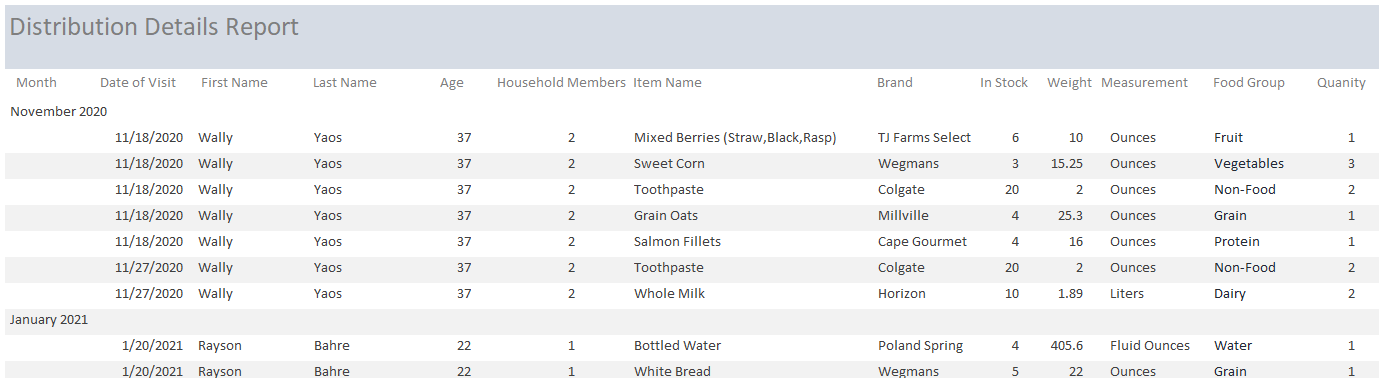 Distribution Details Report
Month Date of Visit First Name Last Name Age Household Members Item Name Brand In Stock Weight Measurement Food Group Quanity
November 2020
11/18/2020 Wally Yaos 37 2 Mixed Berries (Straw,Black,Rasp) TJ Farms Select 6 10 Ounces Fruit 1
11/18/2020 Wally Yaos 37 2 Sweet Corn Wegmans 3 15.25 Ounces Vegetables 3
11/18/2020 Wally Yaos 37 2 Toothpaste Colgate 20 2 Ounces Non-Food 2
11/18/2020 Wally Yaos 37 2 Grain Oats Millville 4 25.3 Ounces Grain 1
11/18/2020 Wally Yaos 37 2 Salmon Fillets Cape Gourmet 4 16 Ounces Protein 1
11/27/2020 Wally Yaos 37 2 Toothpaste Colgate 20 2 Ounces Non-Food 2
11/27/2020 Wally Yaos 37 2 Whole Milk Horizon 10 1.89 Liters Dairy 2
January 2021
1/20/2021 Rayson Bahre 22 1 Bottled Water Poland Spring 4 405.6 Fluid Ounces Water 1
1/20/2021 Rayson Bahre 22 1 White Bread Wegmans 5 22 Ounces Grain 1